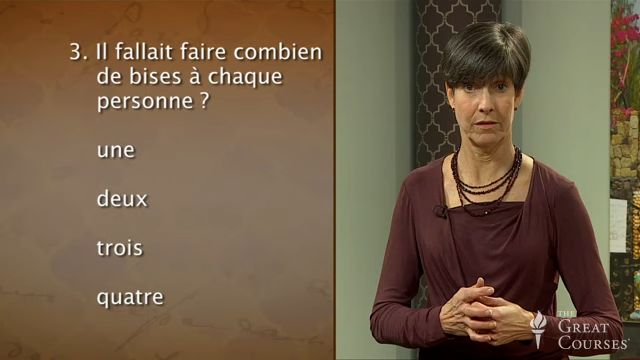 3. Il fallait faire combien
de bises à chaque
personne ?
une
deux
trois
quatre
THE
GREAT
COURSES®